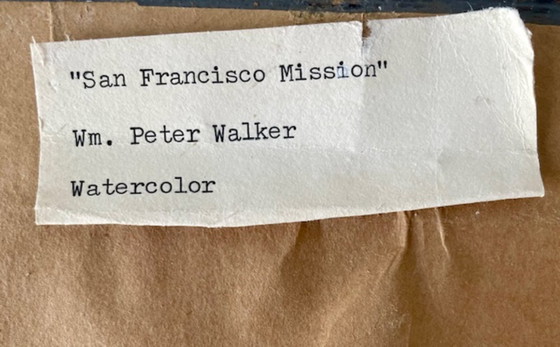 "San Francisco Mission"
Wm. Peter Walker
Watercolor